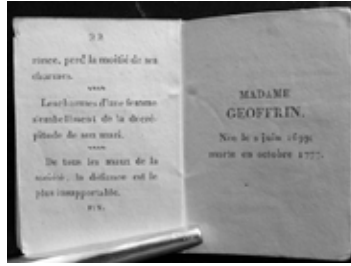 22
rence, perd la moitié de ses
charmes.
Les charmes d'une femme
s'embellissent de la décré-
pitude de son mari.
De tous les maux de la
société, la défiance est le
plus insupportable.
FIN.
MADAME
GEOFFRIN.
Née le 2 juin 1699;
morte en octobre 1777.